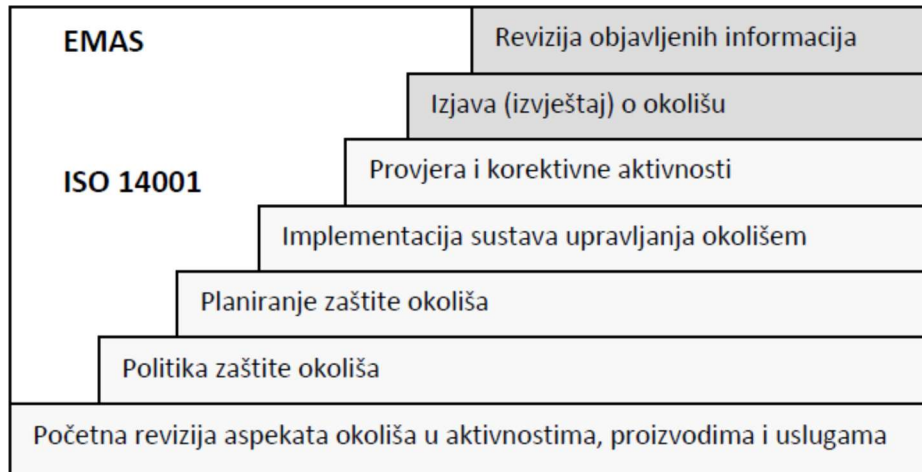 EMAS
Revizija objavljenih informacija
Izjava (izvještaj) o okolišu
ISO 14001
Provjera i korektivne aktivnosti
Implementacija sustava upravljanja okolišem
Planiranje zaštite okoliša
Politika zaštite okoliša
Početna revizija aspekata okoliša u aktivnostima, proizvodima i uslugama